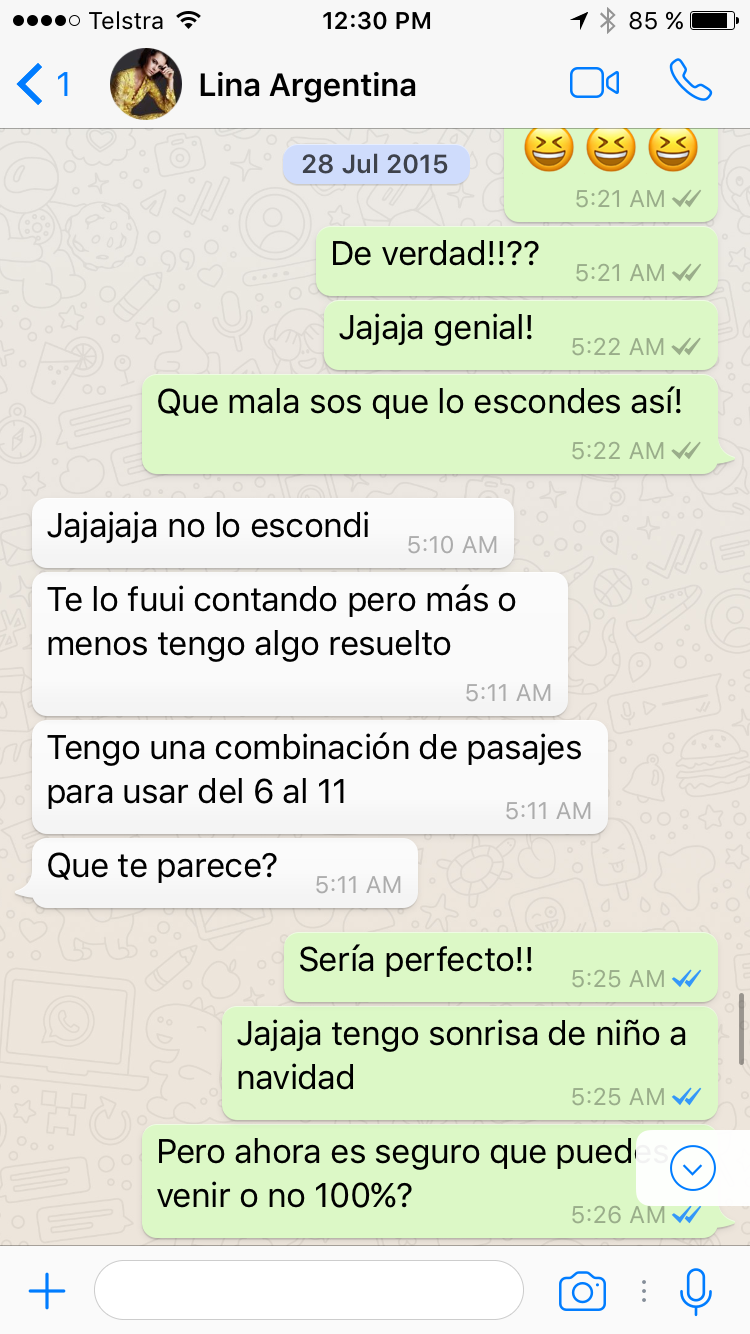 Telstra 12:30 PM 85 %
1 Lina Argentina
28 Jul 2015
5:21 AM
De verdad!!??
5:21 AM
Jajaja genial!
5:22 AM
Que mala sos que lo escondes así!
5:22 AM
Jajajaja no lo escondi
5:10 AM
Te lo fuui contando pero más o
menos tengo algo resuelto
5:11 AM
Tengo una combinación de pasajes
para usar del 6 al 11
5:11 AM
Que te parece?
5:11 AM
Sería perfecto!!
5:25 AM
Jajaja tengo sonrisa de niño a
navidad
5:25 AM
Pero ahora es seguro que puedes
venir o no 100%?
5:26 AM